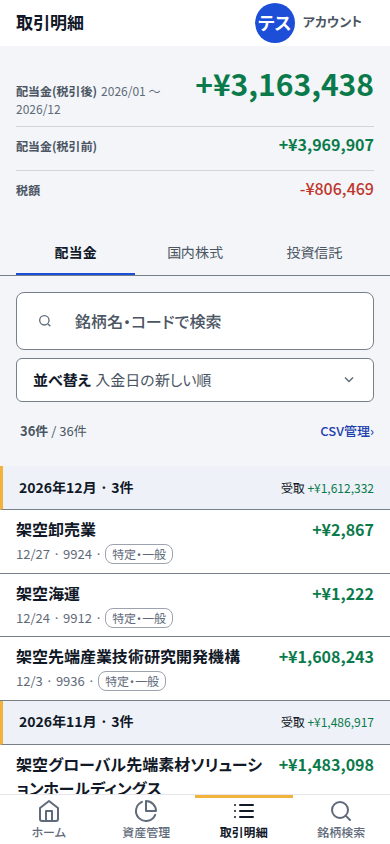 取引明細
テス アカウント
配当金(税引後) 2026/01 〜
2026/12
+¥3,163,438
配当金(税引前)
+¥3,969,907
税額
-¥806,469
配当金 国内株式 投資信託
銘柄名・コードで検索
並べ替え 入金日の新しい順
36件 / 36件 CSV管理›
2026年12月・3件 受取 +¥1,612,332
架空卸売業 +¥2,867
12/27・9924・特定・一般
架空海運 +¥1,222
12/24・9912・特定・一般
架空先端産業技術研究開発機構 +¥1,608,243
12/3・9936・特定・一般
2026年11月・3件 受取 +¥1,486,917
架空グローバル先端素材ソリューシ +¥1,483,098
ョンホールディングス
ホーム 資産管理 取引明細 銘柄検索